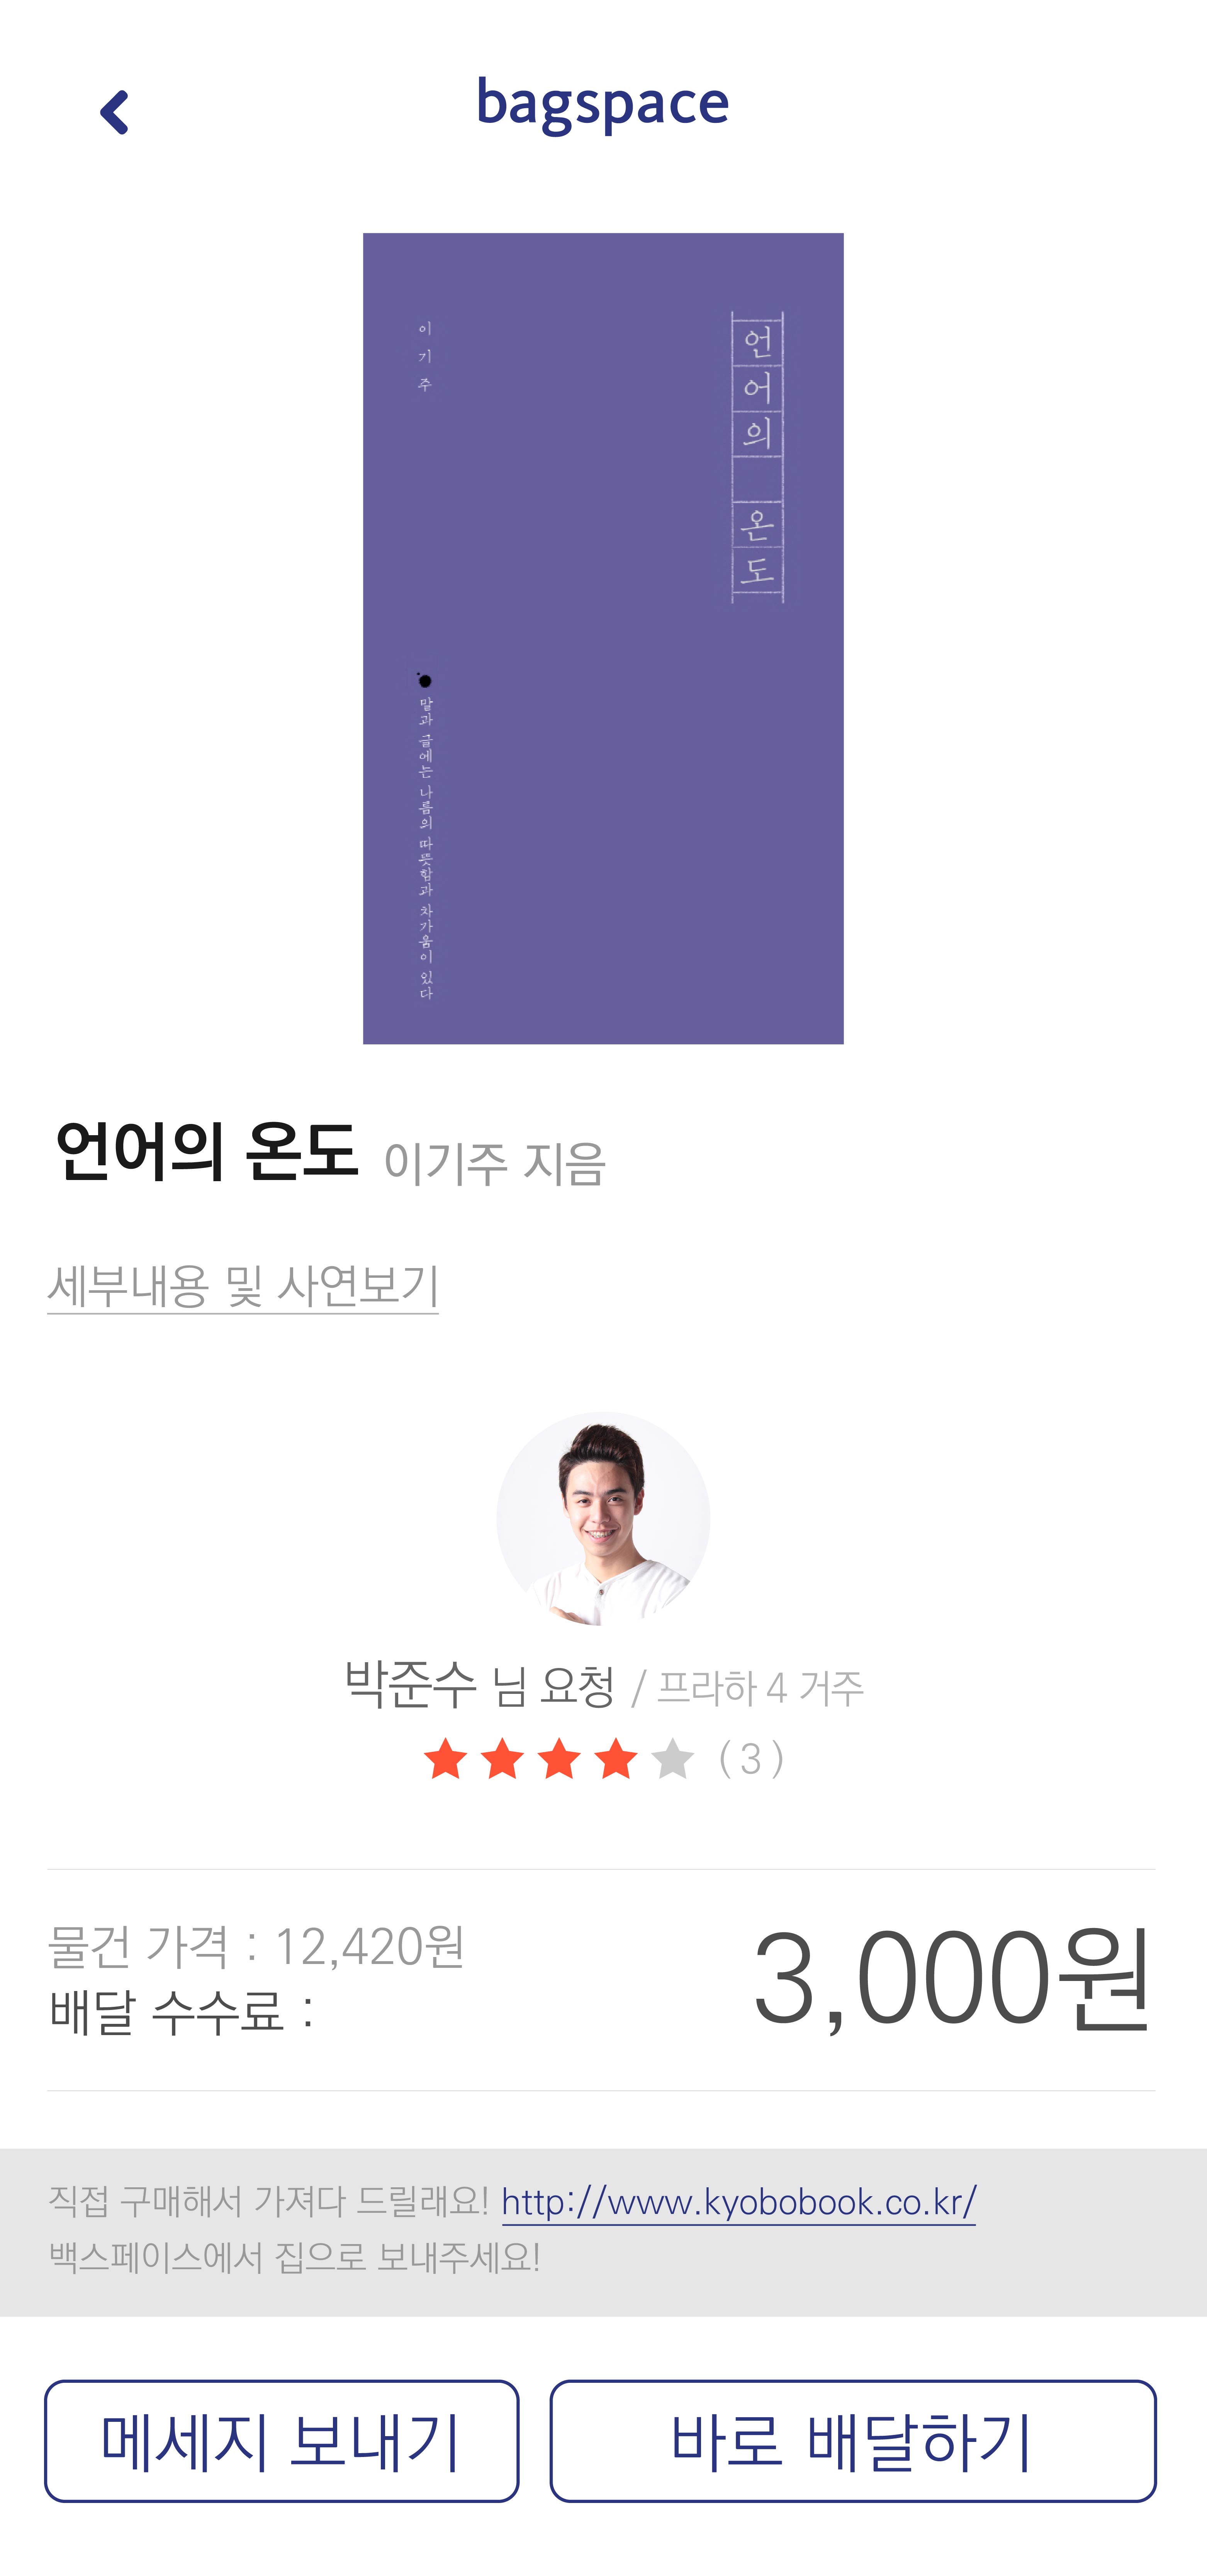 bagspace
언어의 온도
이기주
말과 글에는 나름의 따뜻함과 차가움이 있다
언어의 온도 이기주 지음
세부내용 및 사연보기
박준수 님 요청 / 프라하 4 거주
( 3 )
물건 가격 : 12,420원
배달 수수료 : 3,000원
직접 구매해서 가져다 드릴래요! http://www.kyobobook.co.kr/
백스페이스에서 집으로 보내주세요!
메세지 보내기
바로 배달하기